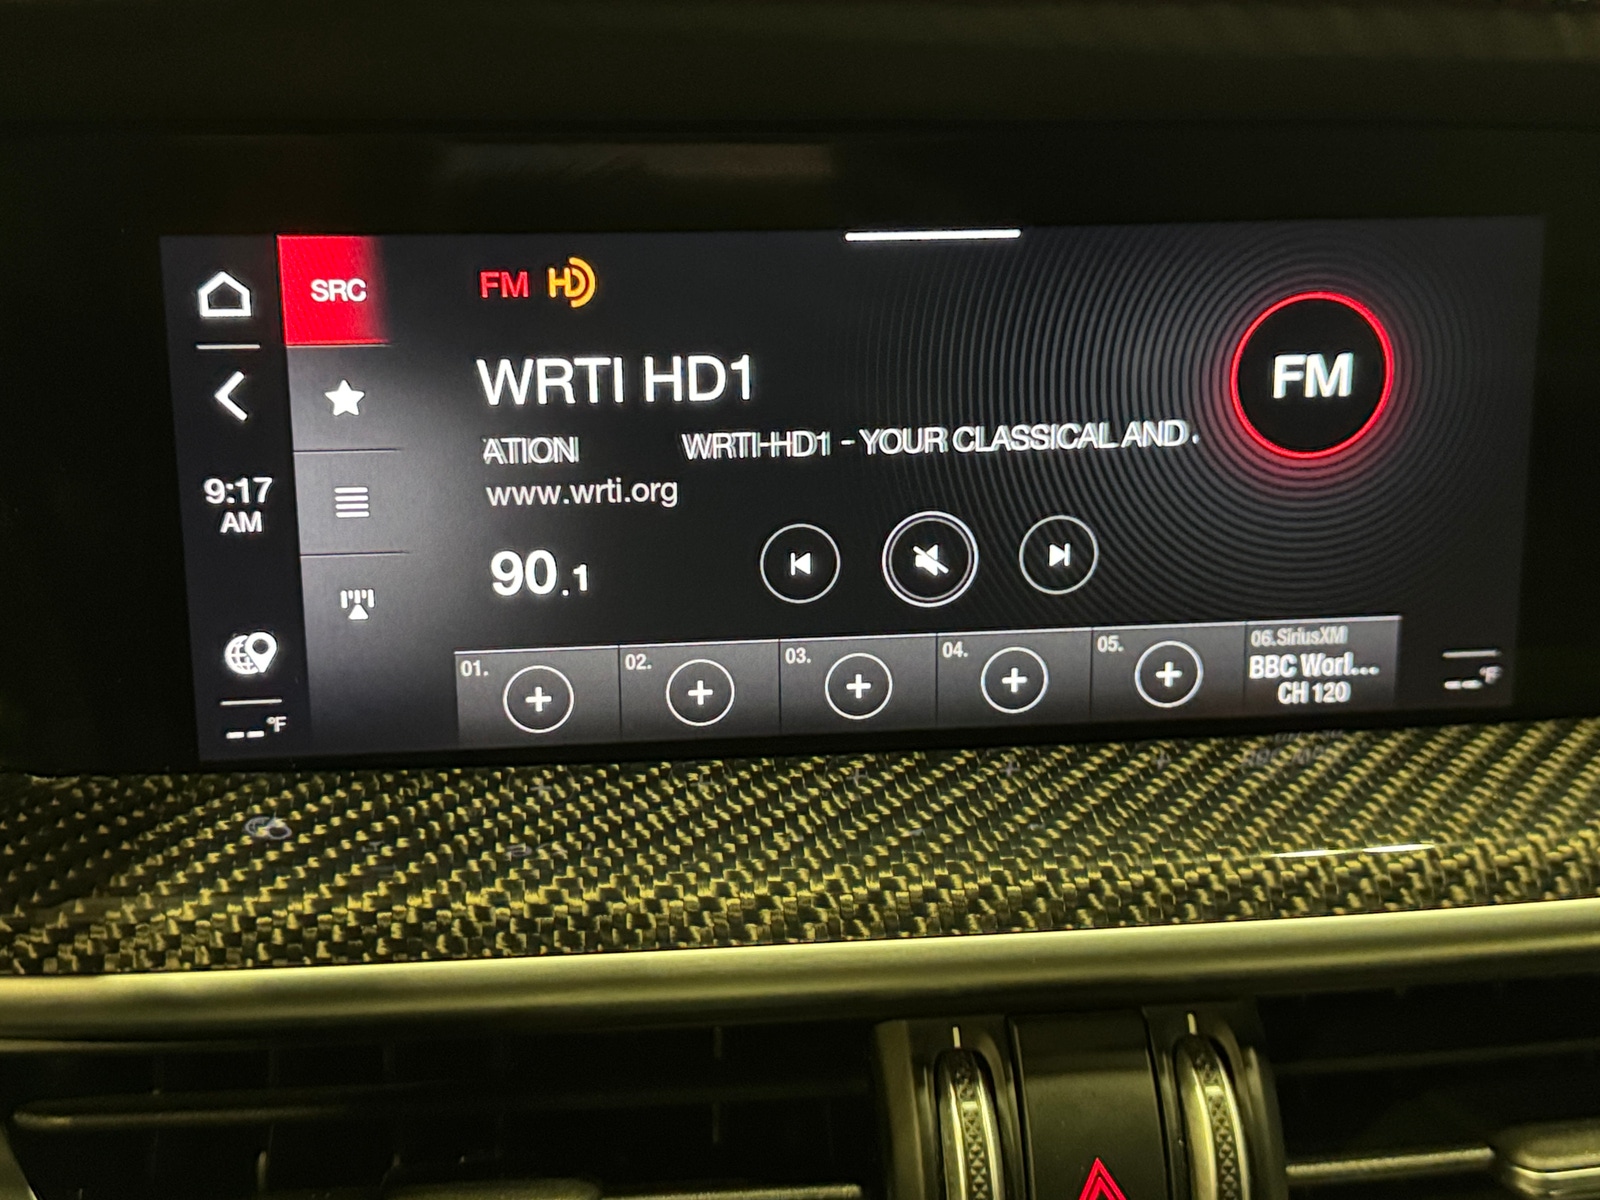 SRC
FM HD
WRTI HD1
ATION WRTI-HD1 - YOUR CLASSICAL AND
www.wrti.org
90.1
FM
9:17
AM
01.
02.
03.
04.
05.
06.SiriusXM
BBC Worl...
CH 120
--°F
--°F